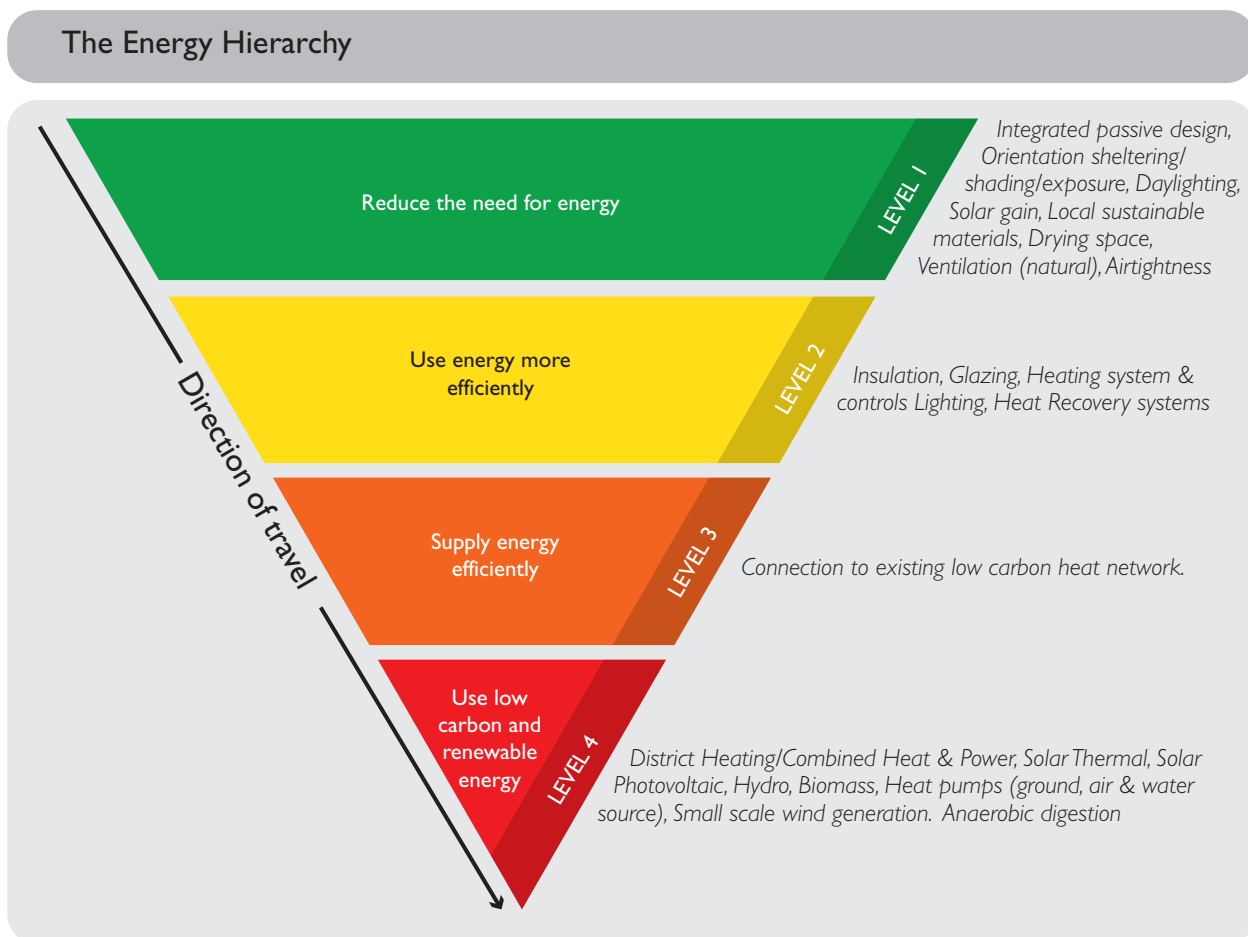 The Energy Hierarchy
Direction of travel
Reduce the need for energy
LEVEL 1
Integrated passive design,
Orientation sheltering/
shading/exposure, Daylighting,
Solar gain, Local sustainable
materials, Drying space,
Ventilation (natural), Airtightness
Use energy more
efficiently
LEVEL 2
Insulation, Glazing, Heating system &
controls Lighting, Heat Recovery systems
Supply energy
efficiently
LEVEL 3
Connection to existing low carbon heat network.
Use low
carbon and
renewable
energy
LEVEL 4
District Heating/Combined Heat & Power, Solar Thermal, Solar
Photovoltaic, Hydro, Biomass, Heat pumps (ground, air & water
source), Small scale wind generation. Anaerobic digestion